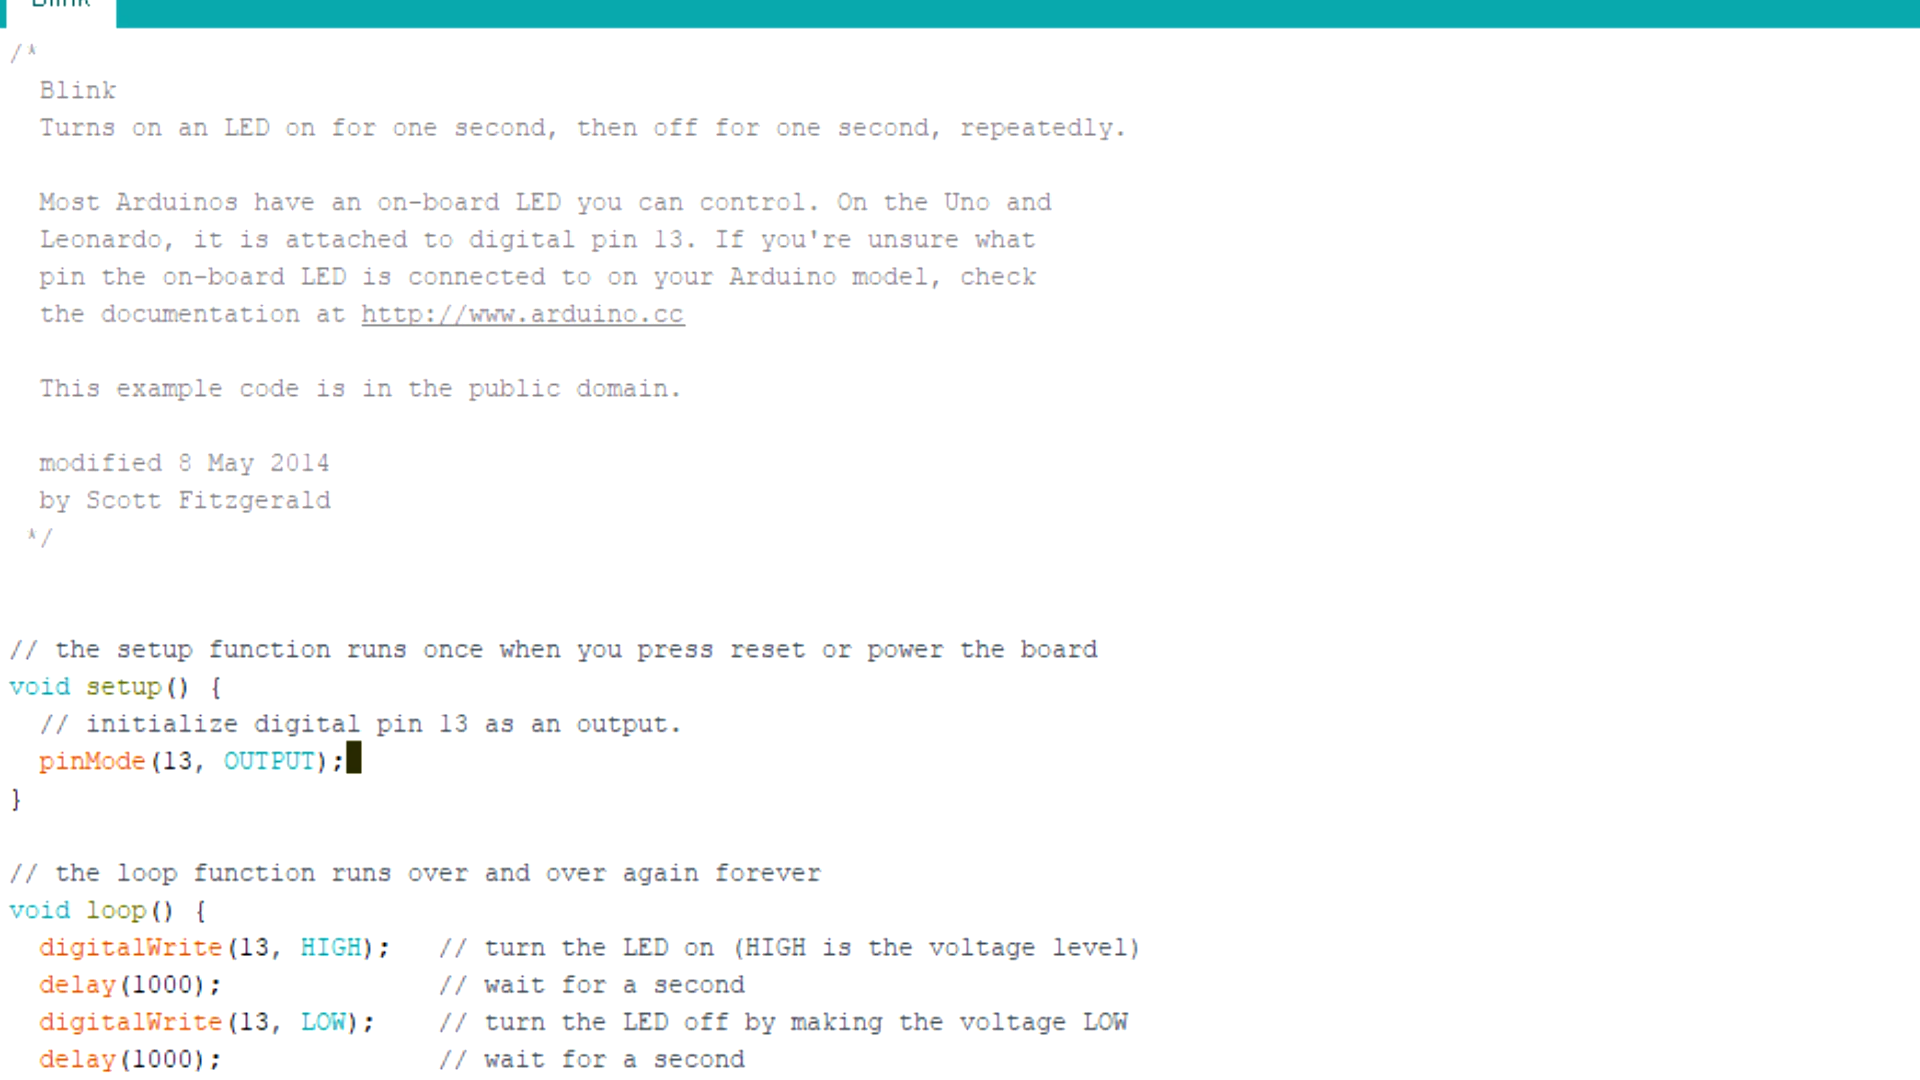 Blink
/*
  Blink
  Turns on an LED on for one second, then off for one second, repeatedly.

  Most Arduinos have an on-board LED you can control. On the Uno and
  Leonardo, it is attached to digital pin 13. If you're unsure what
  pin the on-board LED is connected to on your Arduino model, check
  the documentation at http://www.arduino.cc

  This example code is in the public domain.

  modified 8 May 2014
  by Scott Fitzgerald
 */


// the setup function runs once when you press reset or power the board
void setup() {
  // initialize digital pin 13 as an output.
  pinMode(13, OUTPUT);
}

// the loop function runs over and over again forever
void loop() {
  digitalWrite(13, HIGH);   // turn the LED on (HIGH is the voltage level)
  delay(1000);              // wait for a second
  digitalWrite(13, LOW);    // turn the LED off by making the voltage LOW
  delay(1000);              // wait for a second